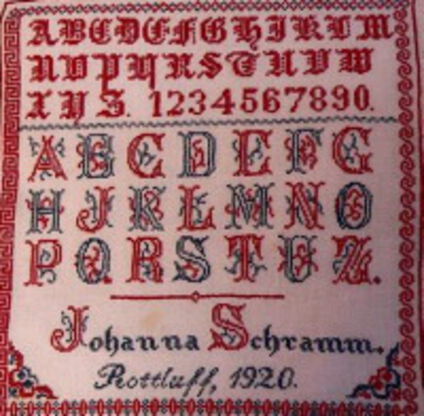 ABCDEFGHIKLM
NOPQRSTUVW
XYZ. 1234567890.
ABCDEFG
HJKLMNO
PQRSTUZ.
Johanna Schramm.
Rottluff, 1920.